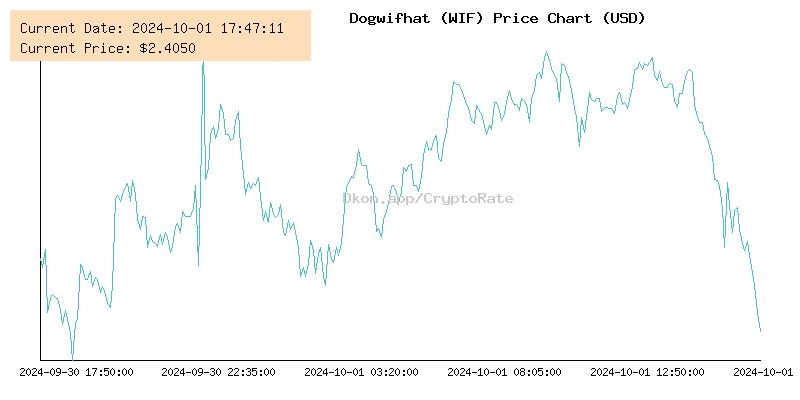 Dogwifhat (WIF) Price Chart (USD)
Current Date: 2024-10-01 17:47:11
Current Price: $2.4050
Dkon.app/CryptoRate
2024-09-30 17:50:00 2024-09-30 22:35:00 2024-10-01 03:20:00 2024-10-01 08:05:00 2024-10-01 12:50:00 2024-10-01